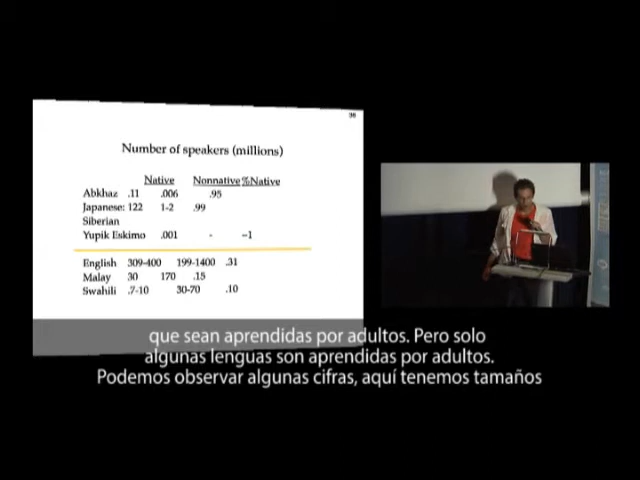 38
Number of speakers (millions)
Native Nonnative %Native
Abkhaz .11 .006 .95
Japanese: 122 1-2 .99
Siberian
Yupik Eskimo .001 - ~1
English 309-400 199-1400 .31
Malay 30 170 .15
Swahili .7-10 30-70 .10
que sean aprendidas por adultos. Pero solo
algunas lenguas son aprendidas por adultos.
Podemos observar algunas cifras, aquí tenemos tamaños